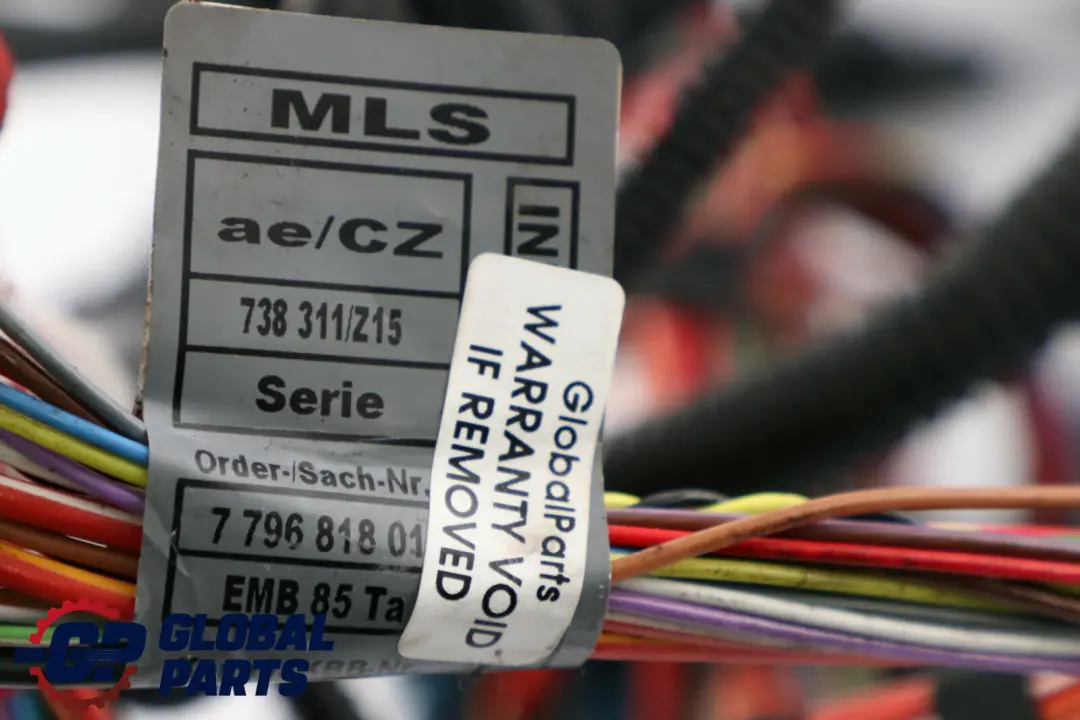 MLS
ae/CZ
IN
738 311/Z15
Serie
Order-/Sach-Nr.
7 796 818 01
EMB 85 Ta
GlobalParts
WARRANTY VOID
IF REMOVED
GP GLOBAL
PARTS